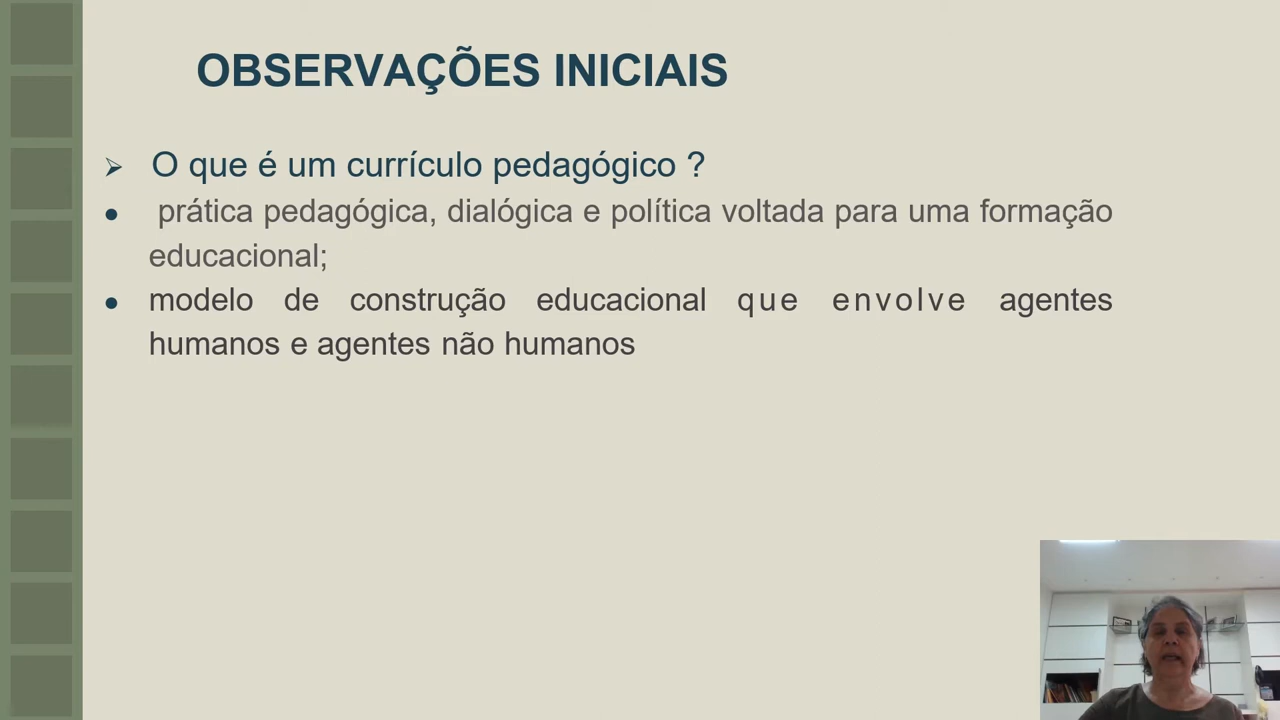 OBSERVAÇÕES INICIAIS
O que é um currículo pedagógico ?
prática pedagógica, dialógica e política voltada para uma formação
educacional;
modelo de construção educacional que envolve agentes
humanos e agentes não humanos